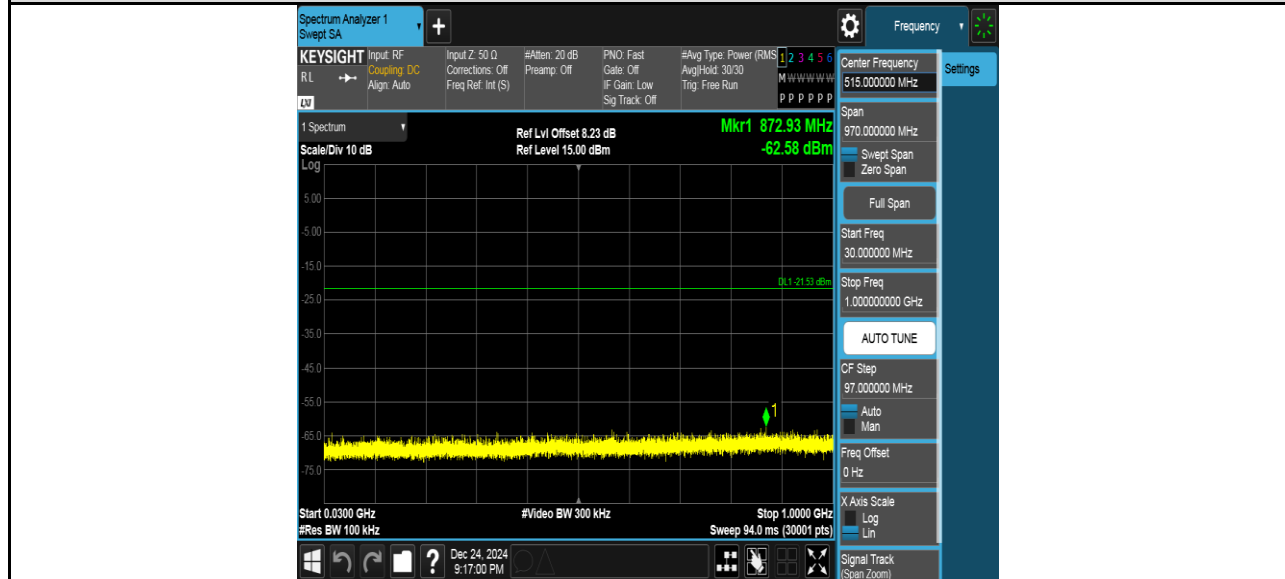 Spectrum Analyzer 1
Swept SA
+
Frequency
KEYSIGHT
RL
LXI
Input: RF
Coupling: DC
Align: Auto
Input Z: 50 Ω
Corrections: Off
Freq Ref: Int (S)
#Atten: 20 dB
Preamp: Off
PNO: Fast
Gate: Off
IF Gain: Low
Sig Track: Off
#Avg Type: Power (RMS
Avg|Hold: 30/30
Trig: Free Run
1 2 3 4 5 6
M W W W W W
P P P P P P
1 Spectrum
Scale/Div 10 dB
Log
Ref Lvl Offset 8.23 dB
Ref Level 15.00 dBm
Mkr1 872.93 MHz
-62.58 dBm
5.00
-5.00
-15.0
-25.0
-35.0
-45.0
-55.0
-65.0
-75.0
DL1 -21.53 dBm
1
Start 0.0300 GHz
#Res BW 100 kHz
#Video BW 300 kHz
Stop 1.0000 GHz
Sweep 94.0 ms (30001 pts)
?
Dec 24, 2024
9:17:00 PM
Center Frequency
515.000000 MHz
Settings
Span
970.000000 MHz
Swept Span
Zero Span
Full Span
Start Freq
30.000000 MHz
Stop Freq
1.000000000 GHz
AUTO TUNE
CF Step
97.000000 MHz
Auto
Man
Freq Offset
0 Hz
X Axis Scale
Log
Lin
Signal Track
(Span Zoom)